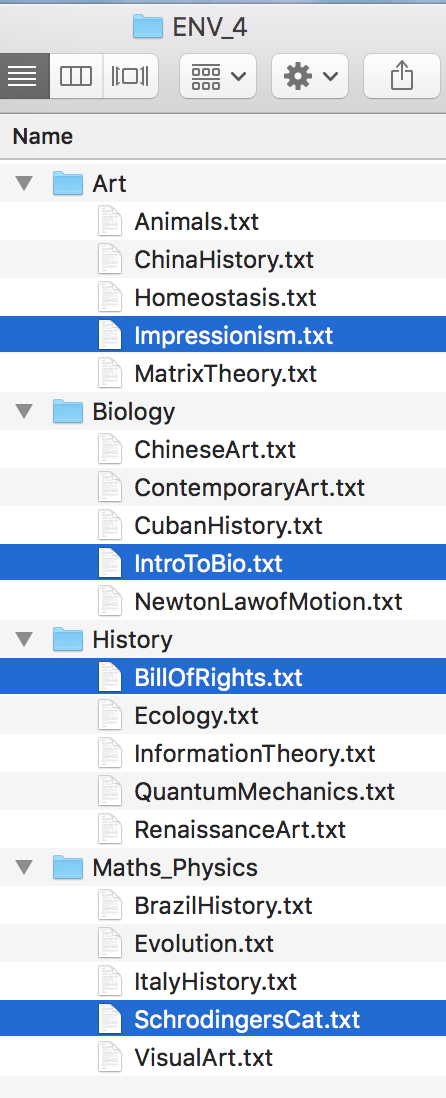 ENV_4
Name
Art
Animals.txt
ChinaHistory.txt
Homeostasis.txt
Impressionism.txt
MatrixTheory.txt
Biology
ChineseArt.txt
ContemporaryArt.txt
CubanHistory.txt
IntroToBio.txt
NewtonLawofMotion.txt
History
BillOfRights.txt
Ecology.txt
InformationTheory.txt
QuantumMechanics.txt
RenaissanceArt.txt
Maths_Physics
BrazilHistory.txt
Evolution.txt
ItalyHistory.txt
SchrodingersCat.txt
VisualArt.txt